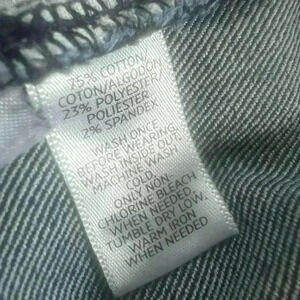 75% COTTON/
COTON/ALGODON
23% POLYESTER/
POLIESTER
2% SPANDEX
WASH ONCE
BEFORE WEARING.
WASH INSIDE OUT
MACHINE WASH
COLD.
ONLY NON-
CHLORINE BLEACH
WHEN NEEDED.
TUMBLE DRY LOW.
WARM IRON
WHEN NEEDED